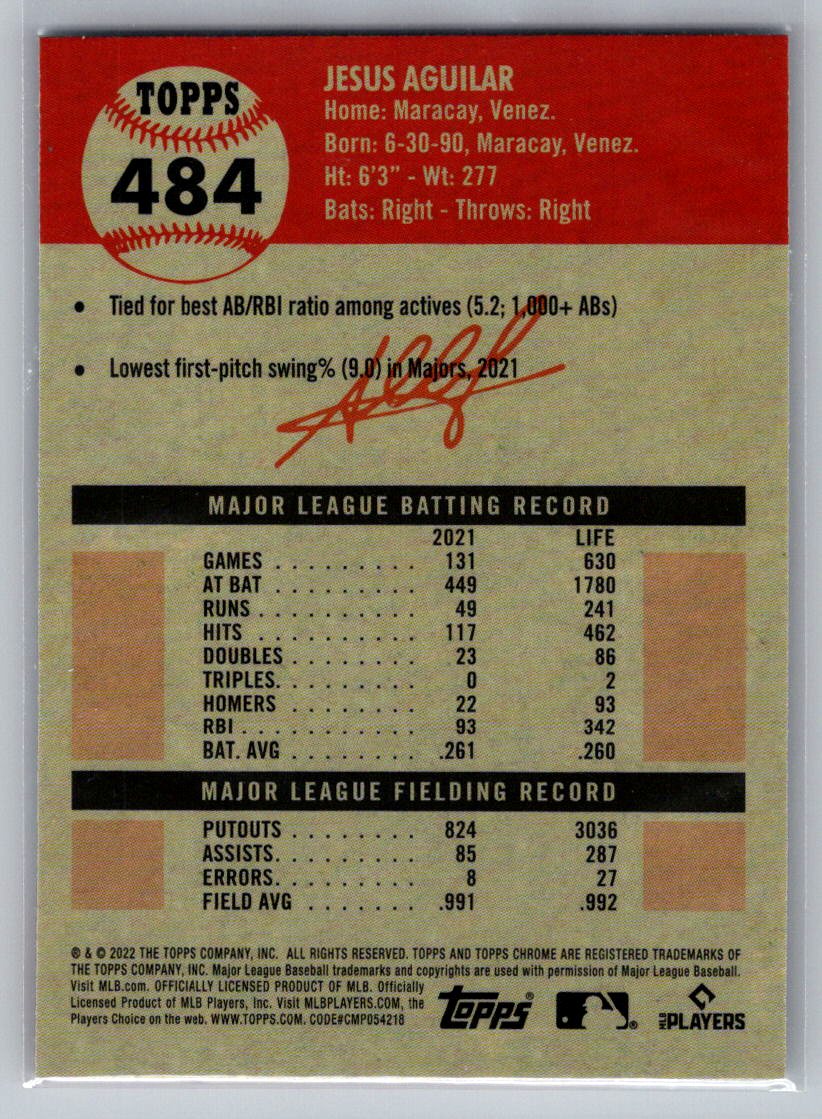 TOPPS
484
JESUS AGUILAR
Home: Maracay, Venez.
Born: 6-30-90, Maracay, Venez.
Ht: 6'3" - Wt: 277
Bats: Right - Throws: Right
• Tied for best AB/RBI ratio among actives (5.2; 1,000+ ABs)
• Lowest first-pitch swing% (9.0) in Majors, 2021
MAJOR LEAGUE BATTING RECORD
2021 LIFE
GAMES . . . . . . . . . 131 630
AT BAT . . . . . . . . . 449 1780
RUNS . . . . . . . . . . 49 241
HITS . . . . . . . . . . 117 462
DOUBLES . . . . . . . . 23 86
TRIPLES. . . . . . . . . 0 2
HOMERS . . . . . . . . 22 93
RBI . . . . . . . . . . . 93 342
BAT. AVG . . . . . . . . .261 .260
MAJOR LEAGUE FIELDING RECORD
PUTOUTS . . . . . . . . 824 3036
ASSISTS. . . . . . . . . 85 287
ERRORS. . . . . . . . . 8 27
FIELD AVG . . . . . . . .991 .992
® & © 2022 THE TOPPS COMPANY, INC. ALL RIGHTS RESERVED. TOPPS AND TOPPS CHROME ARE REGISTERED TRADEMARKS OF
THE TOPPS COMPANY, INC. Major League Baseball trademarks and copyrights are used with permission of Major League Baseball.
Visit MLB.com. OFFICIALLY LICENSED PRODUCT OF MLB. Officially
Licensed Product of MLB Players, Inc. Visit MLBPLAYERS.COM, the
Players Choice on the web. WWW.TOPPS.COM. CODE#CMP054218
topps®
®
MLB PLAYERS